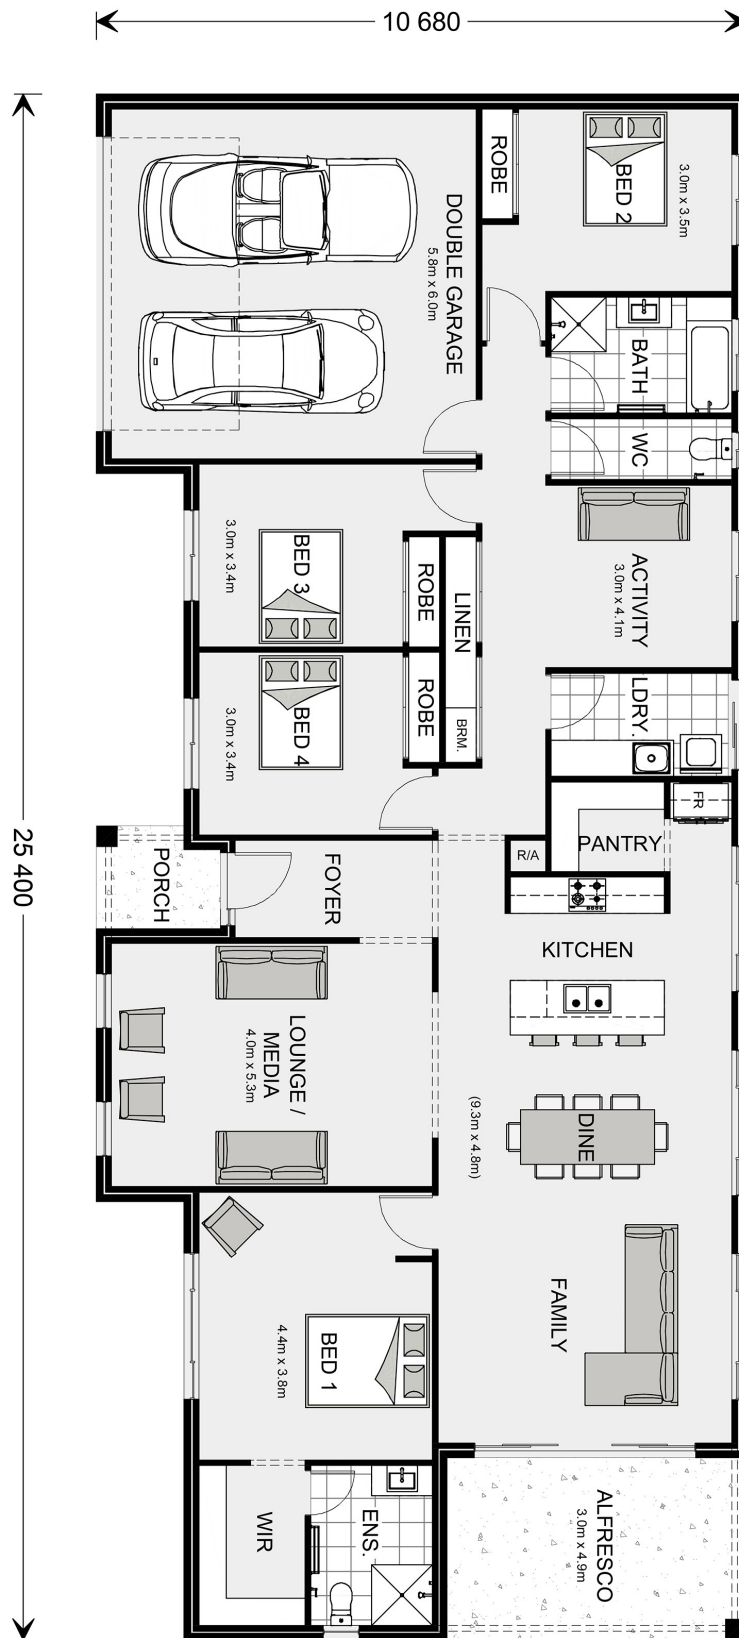 10 680
25 400
ROBE
BED 2
3.0m x 3.5m
DOUBLE GARAGE
5.8m x 6.0m
BATH
WC
ACTIVITY
3.0m x 4.1m
BED 3
3.0m x 3.4m
ROBE
LINEN
BRM.
ROBE
BED 4
3.0m x 3.4m
LDRY.
FR
PANTRY
R/A
PORCH
FOYER
KITCHEN
LOUNGE /
MEDIA
4.0m x 5.3m
DINE
(9.3m x 4.8m)
FAMILY
BED 1
4.4m x 3.8m
WIR
ENS.
ALFRESCO
3.0m x 4.9m